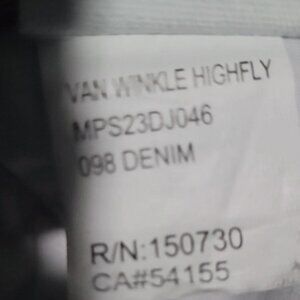 VAN WINKLE HIGHFLY
MPS23DJ046
098 DENIM
R/N:150730
CA#54155